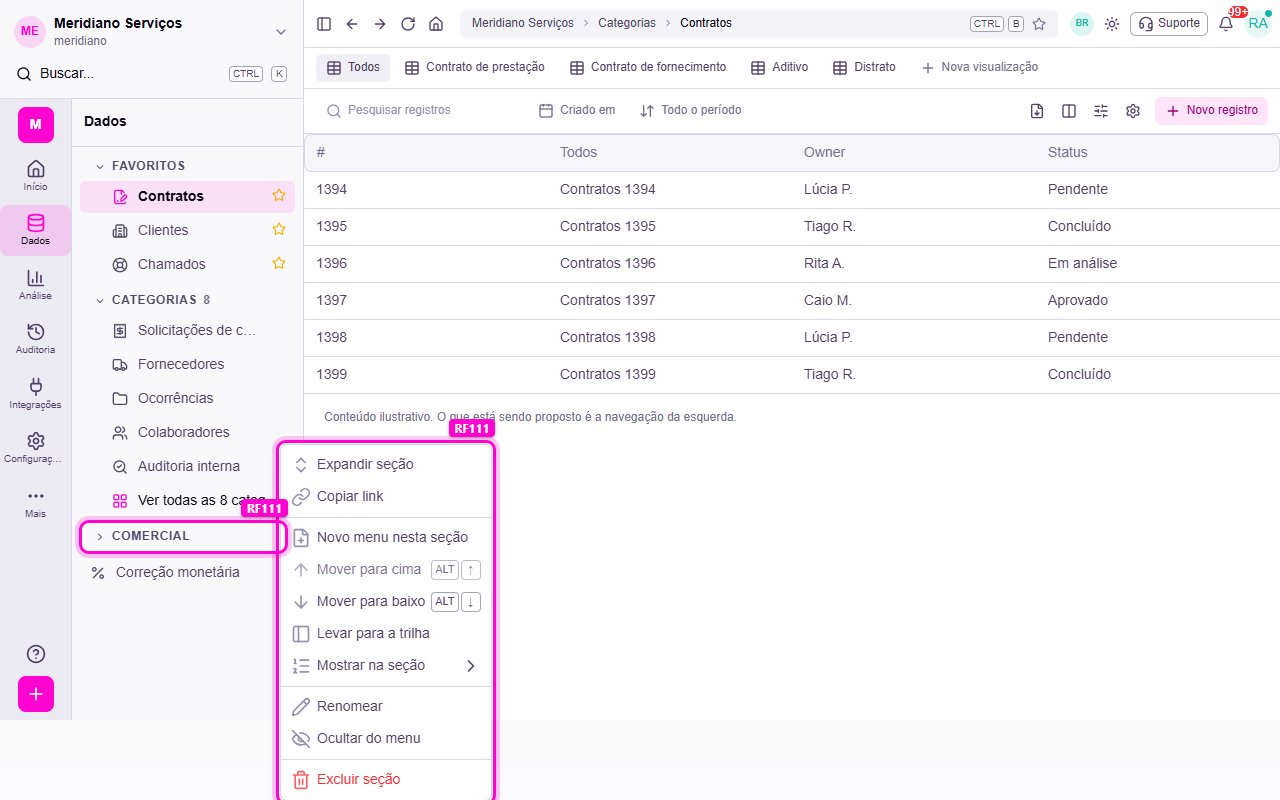 ME
Meridiano Serviços
meridiano
Buscar...
CTRL K
Meridiano Serviços > Categorias > Contratos
CTRL B
BR
Suporte
99+
RA
M
Início
Dados
Análise
Auditoria
Integrações
Configuraç...
Mais
Dados
FAVORITOS
Contratos
Clientes
Chamados
CATEGORIAS 8
Solicitações de c...
Fornecedores
Ocorrências
Colaboradores
Auditoria interna
Ver todas as 8 categ
RF111
COMERCIAL
Correção monetária
Todos
Contrato de prestação
Contrato de fornecimento
Aditivo
Distrato
+ Nova visualização
Pesquisar registros
Criado em
Todo o período
+ Novo registro
# Todos Owner Status
1394 Contratos 1394 Lúcia P. Pendente
1395 Contratos 1395 Tiago R. Concluído
1396 Contratos 1396 Rita A. Em análise
1397 Contratos 1397 Caio M. Aprovado
1398 Contratos 1398 Lúcia P. Pendente
1399 Contratos 1399 Tiago R. Concluído
Conteúdo ilustrativo. O que está sendo proposto é a navegação da esquerda.
RF111
Expandir seção
Copiar link
Novo menu nesta seção
Mover para cima ALT ↑
Mover para baixo ALT ↓
Levar para a trilha
Mostrar na seção
Renomear
Ocultar do menu
Excluir seção